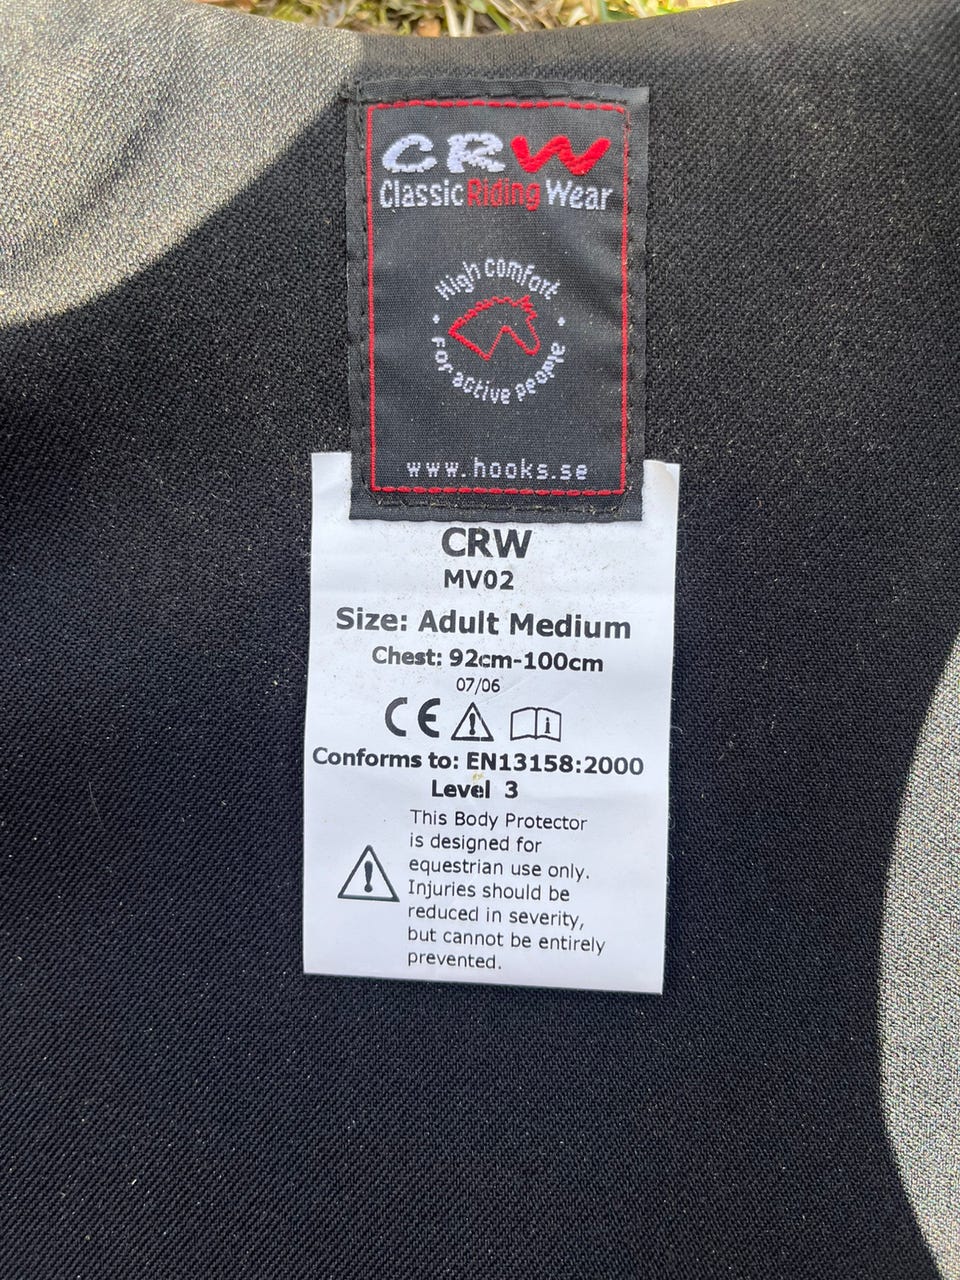 CRW
Classic Riding Wear
High comfort
For active people
www.hooks.se
CRW
MV02
Size: Adult Medium
Chest: 92cm-100cm
07/06
CE
Conforms to: EN13158:2000
Level 3
This Body Protector
is designed for
equestrian use only.
Injuries should be
reduced in severity,
but cannot be entirely
prevented.